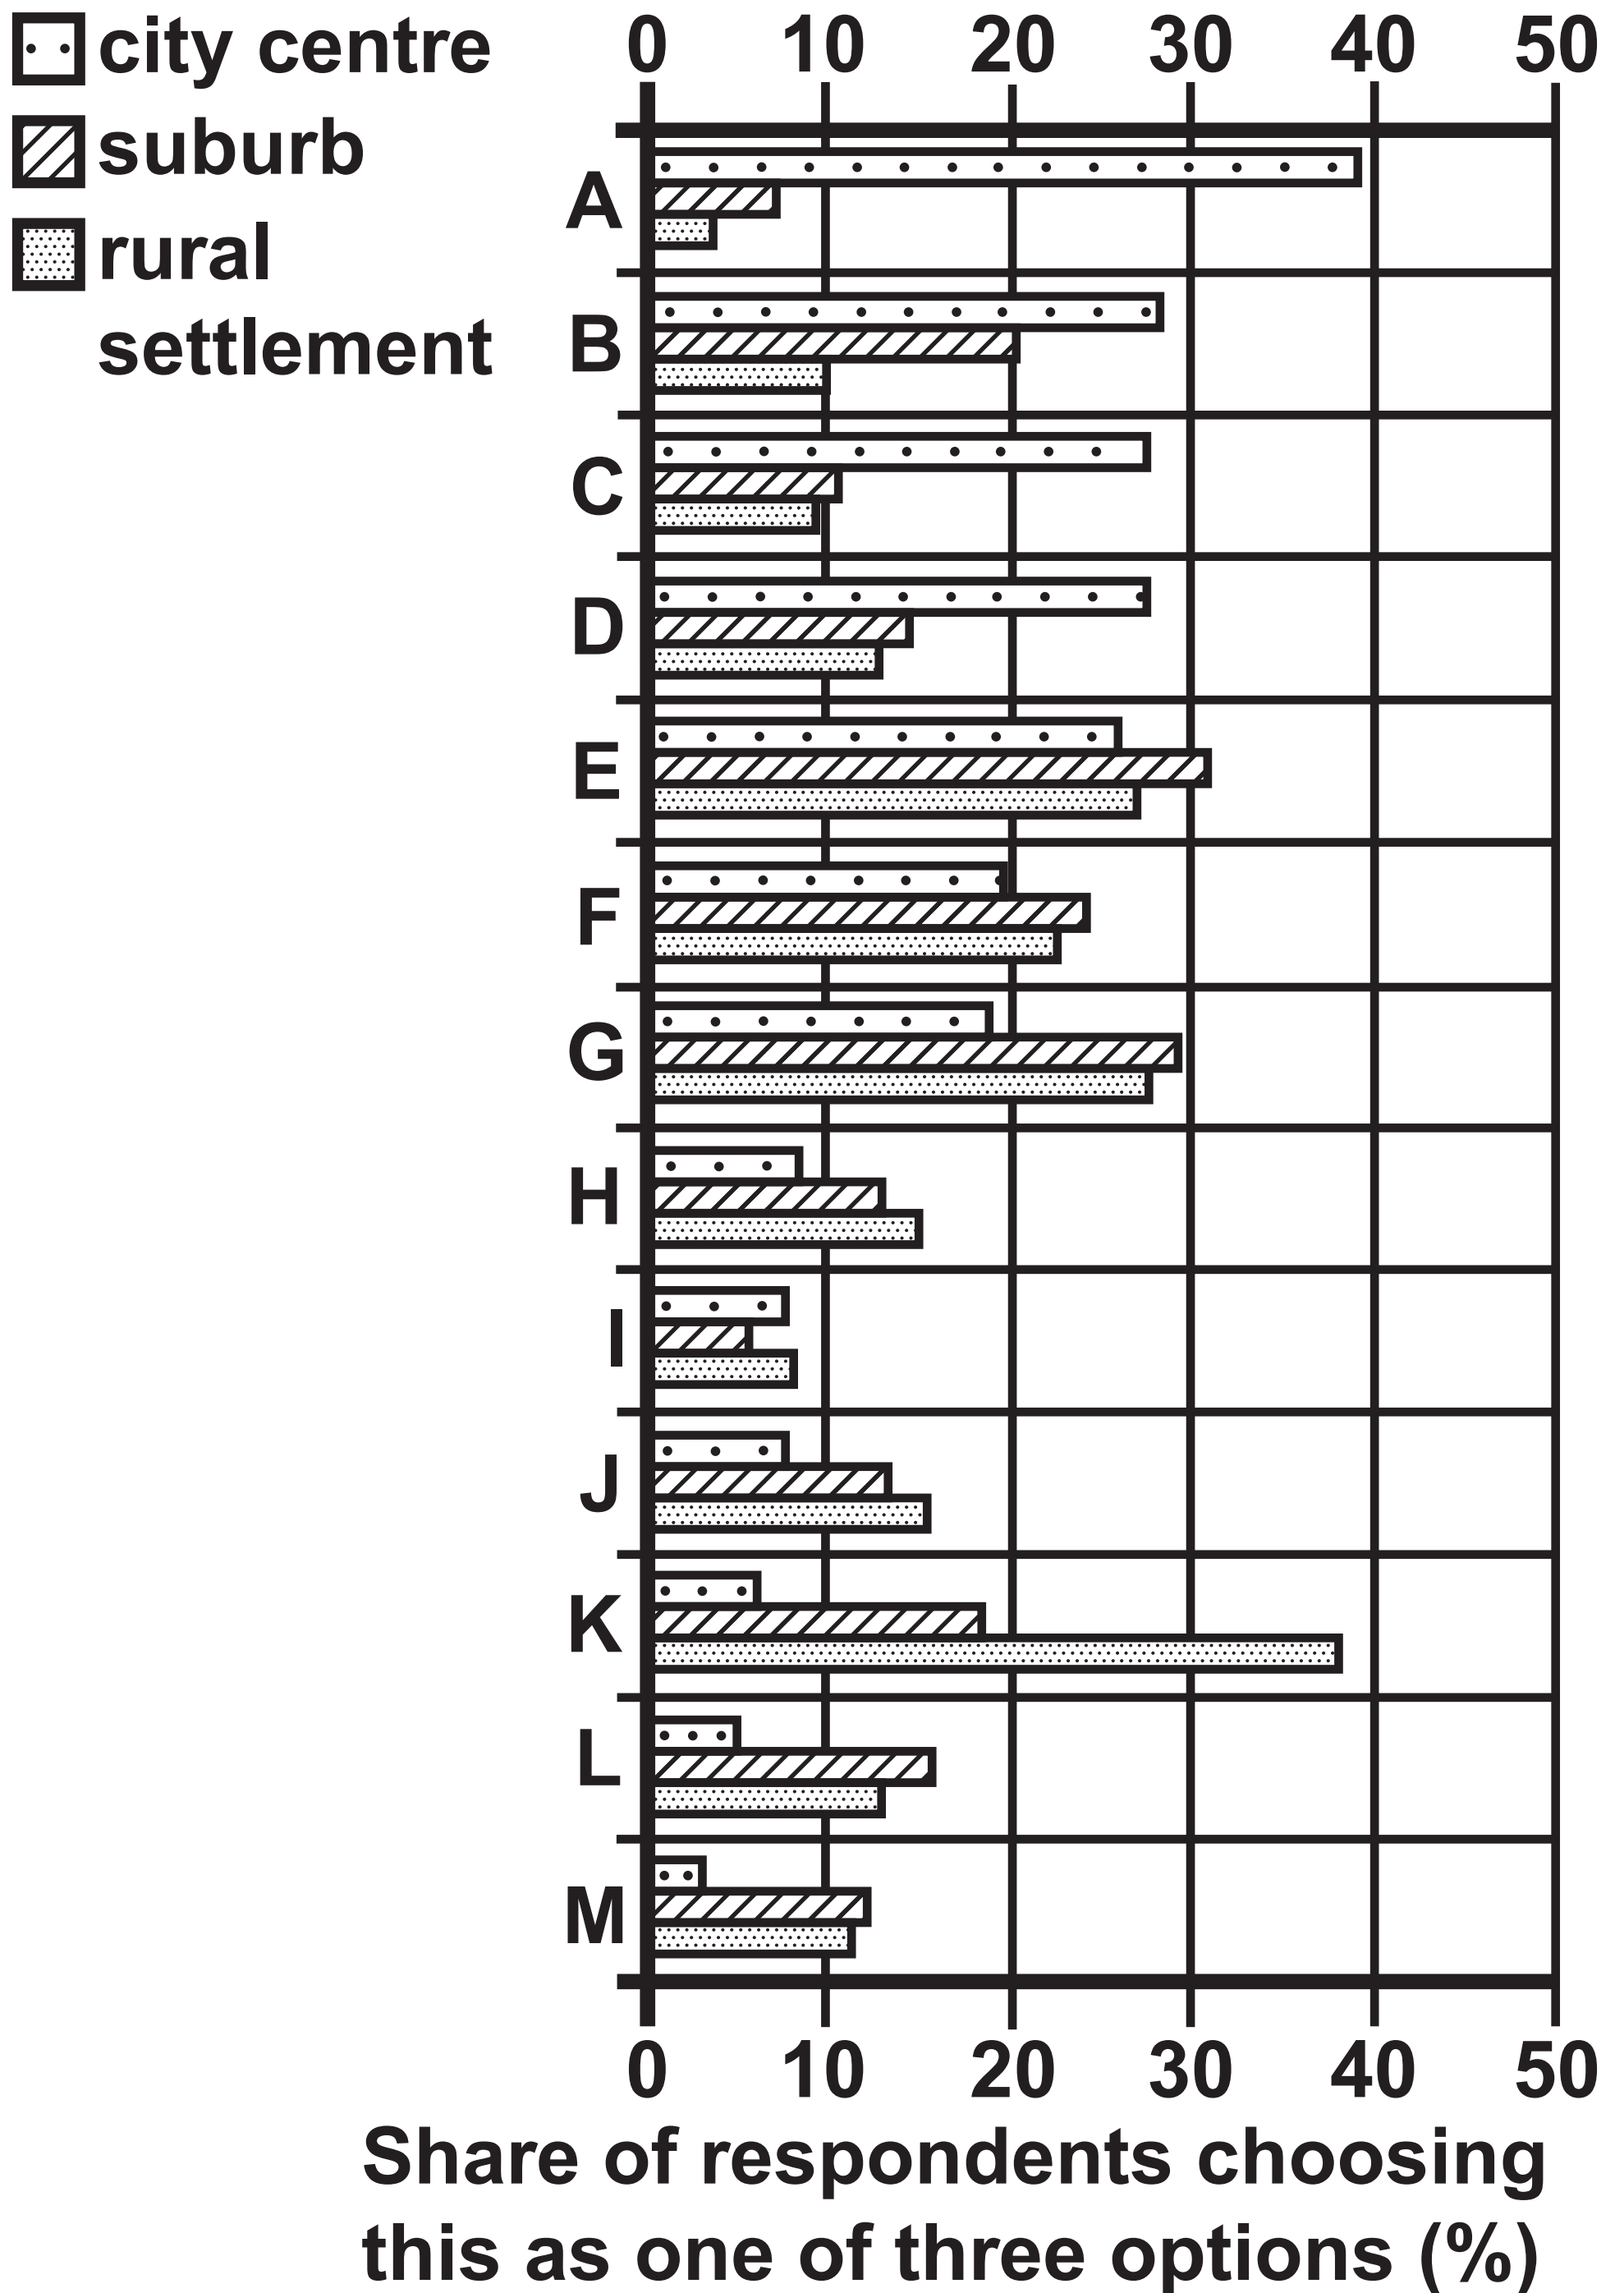 city centre
suburb
rural
settlement
0 10 20 30 40 50
A
B
C
D
E
F
G
H
I
J
K
L
M
0 10 20 30 40 50
Share of respondents choosing
this as one of three options (%)